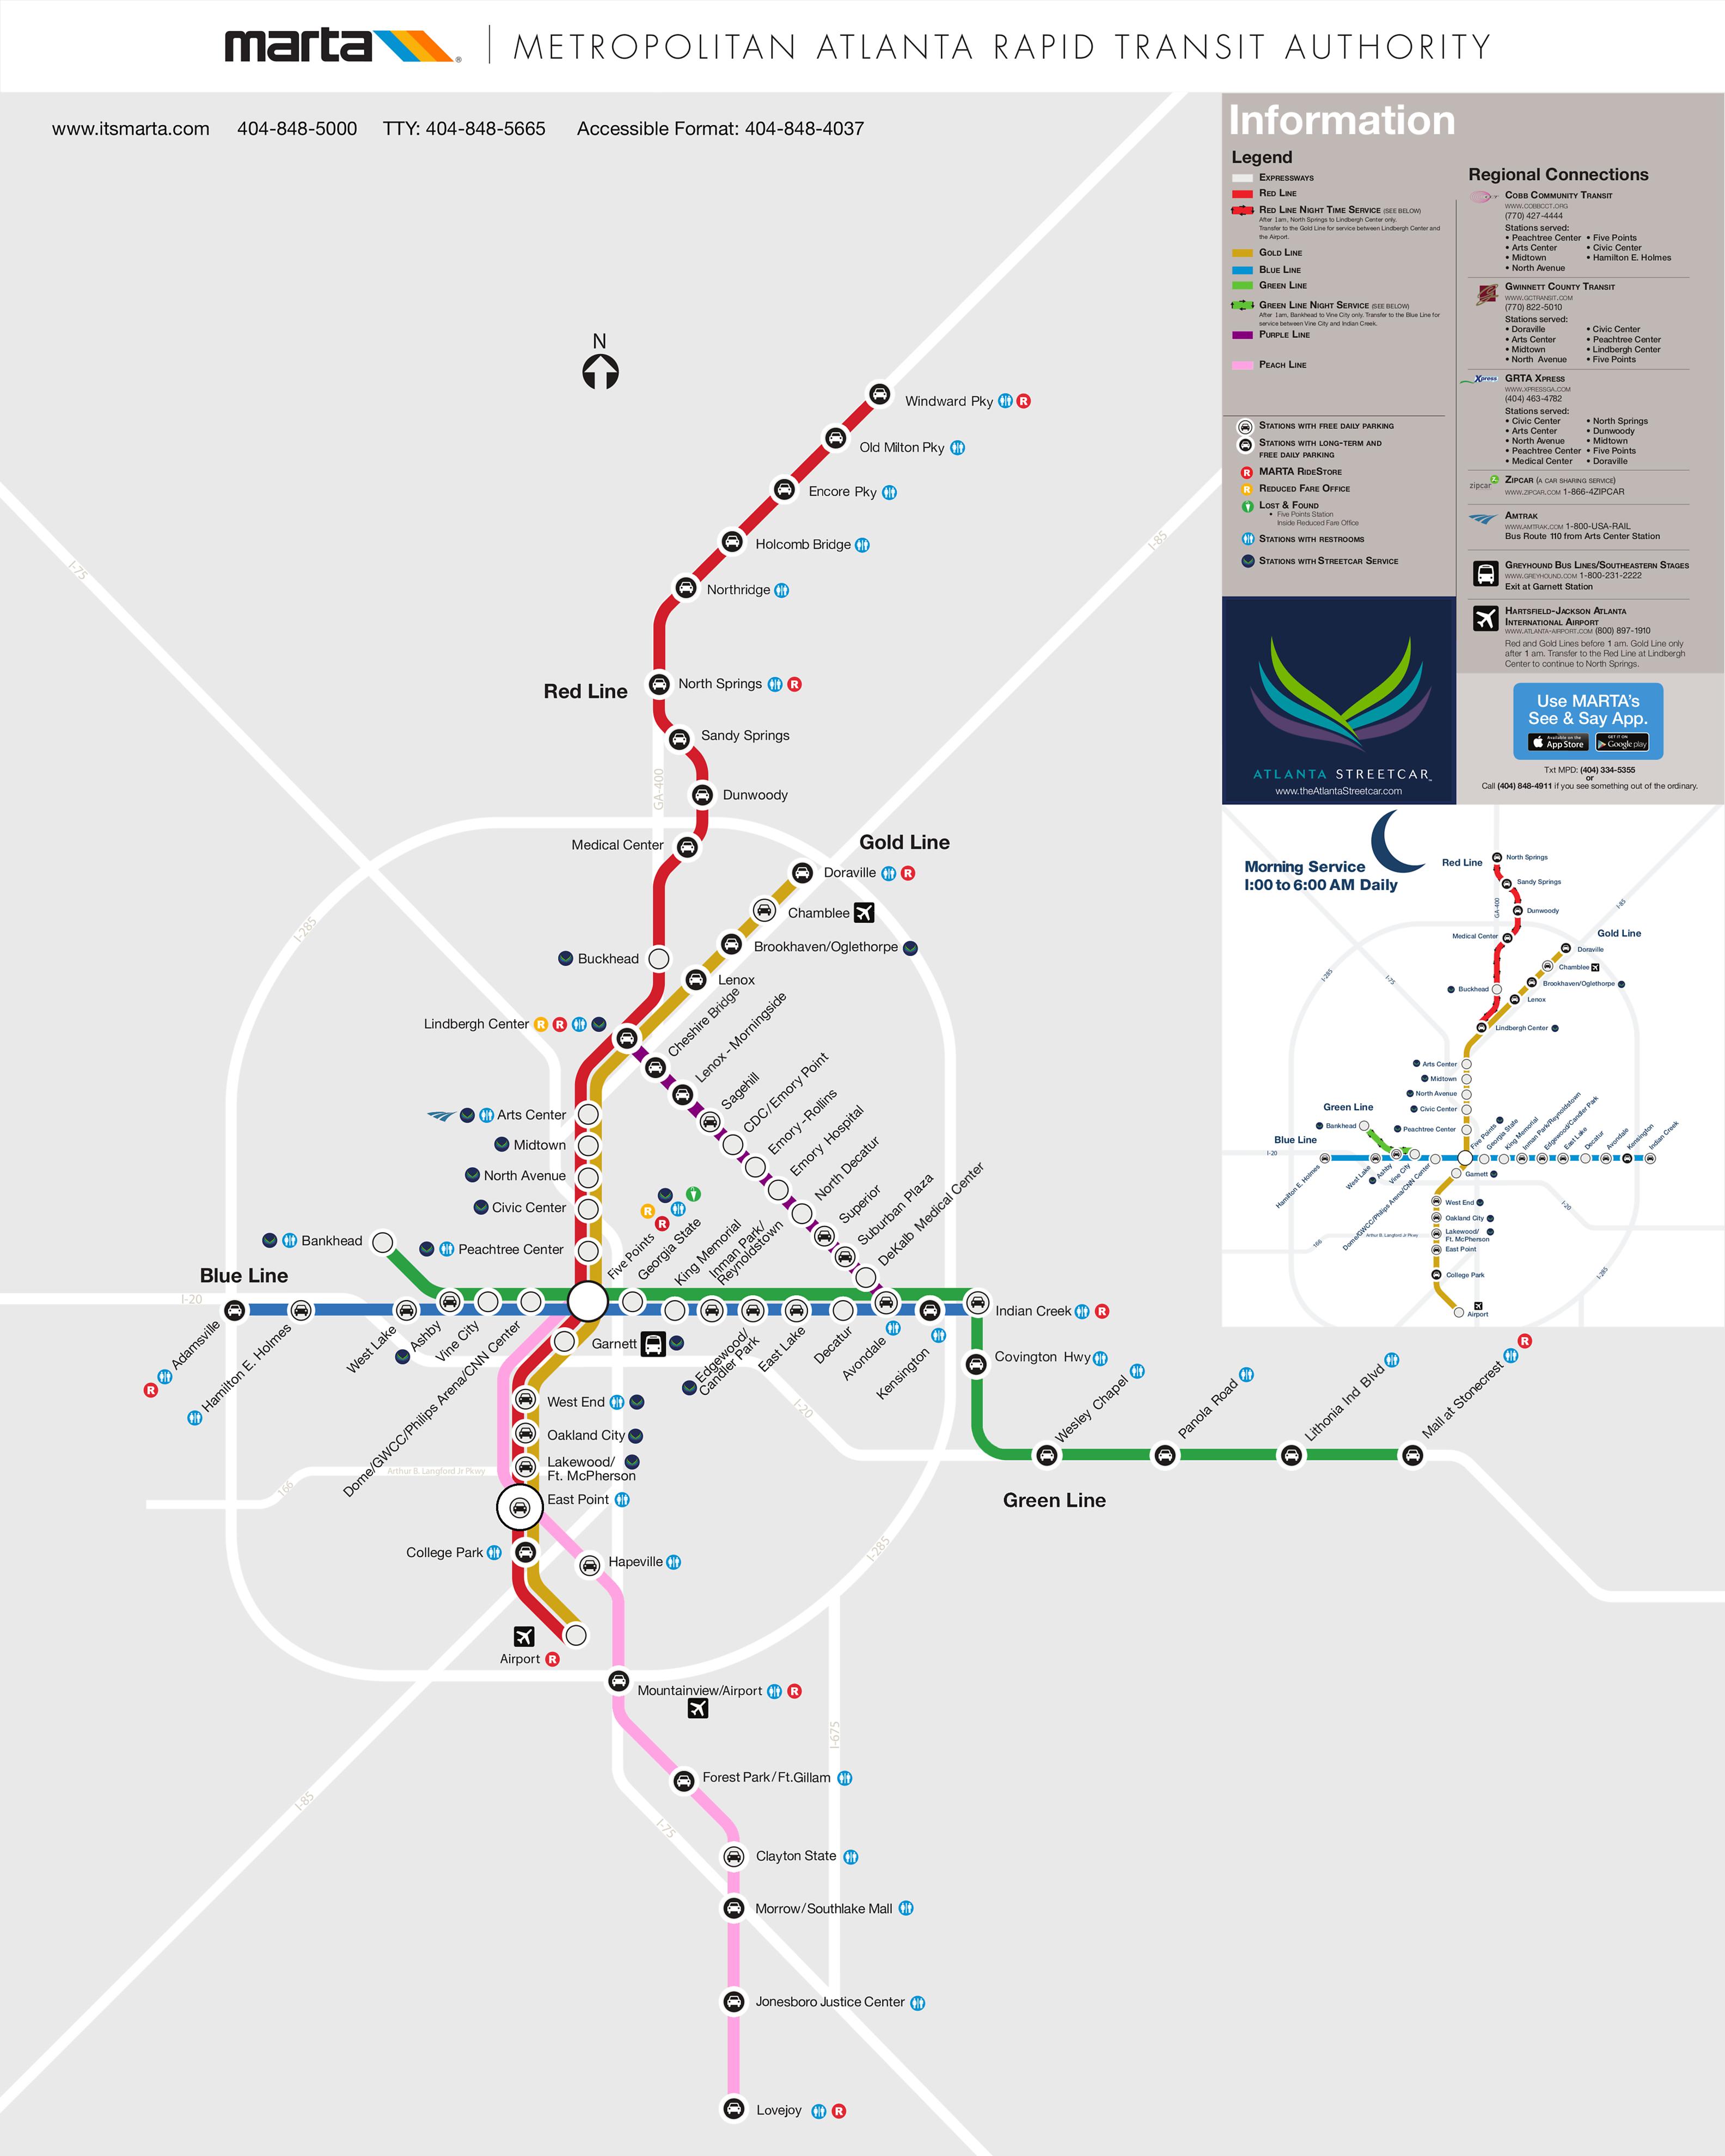 marta
METROPOLITAN ATLANTA RAPID TRANSIT AUTHORITY
www.itsmarta.com 404-848-5000 TTY: 404-848-5665 Accessible Format: 404-848-4037
Information
Legend
EXPRESSWAYS
RED LINE
RED LINE NIGHT TIME SERVICE (SEE BELOW)
After 1am, North Springs to Lindbergh Center only.
Transfer to the Gold Line for service between Lindbergh Center and
the Airport.
GOLD LINE
BLUE LINE
GREEN LINE
GREEN LINE NIGHT SERVICE (SEE BELOW)
After 1am, Bankhead to Vine City only. Transfer to the Blue Line for
service between Vine City and Indian Creek.
PURPLE LINE
PEACH LINE
STATIONS WITH FREE DAILY PARKING
STATIONS WITH LONG-TERM AND
FREE DAILY PARKING
R MARTA RIDESTORE
R REDUCED FARE OFFICE
LOST & FOUND
• Five Points Station
Inside Reduced Fare Office
STATIONS WITH RESTROOMS
STATIONS WITH STREETCAR SERVICE
Regional Connections
COBB COMMUNITY TRANSIT
WWW.COBBCCT.ORG
(770) 427-4444
Stations served:
• Peachtree Center • Five Points
• Arts Center • Civic Center
• Midtown • Hamilton E. Holmes
• North Avenue
GWINNETT COUNTY TRANSIT
WWW.GCTRANSIT.COM
(770) 822-5010
Stations served:
• Doraville • Civic Center
• Arts Center • Peachtree Center
• Midtown • Lindbergh Center
• North Avenue • Five Points
Xpress
GRTA XPRESS
WWW.XPRESSGA.COM
(404) 463-4782
Stations served:
• Civic Center • North Springs
• Arts Center • Dunwoody
• North Avenue • Midtown
• Peachtree Center • Five Points
• Medical Center • Doraville
zipcar
ZIPCAR (A CAR SHARING SERVICE)
WWW.ZIPCAR.COM 1-866-4ZIPCAR
AMTRAK
WWW.AMTRAK.COM 1-800-USA-RAIL
Bus Route 110 from Arts Center Station
GREYHOUND BUS LINES/SOUTHEASTERN STAGES
WWW.GREYHOUND.COM 1-800-231-2222
Exit at Garnett Station
HARTSFIELD-JACKSON ATLANTA
INTERNATIONAL AIRPORT
WWW.ATLANTA-AIRPORT.COM (800) 897-1910
Red and Gold Lines before 1 am. Gold Line only
after 1 am. Transfer to the Red Line at Lindbergh
Center to continue to North Springs.
ATLANTA STREETCAR
www.theAtlantaStreetcar.com
Use MARTA's
See & Say App.
Available on the
App Store
GET IT ON
Google play
Txt MPD: (404) 334-5355
or
Call (404) 848-4911 if you see something out of the ordinary.
N
Windward Pky R
Old Milton Pky
Encore Pky
Holcomb Bridge
Northridge
Red Line
North Springs R
Sandy Springs
GA-400
Dunwoody
Medical Center
I-75
I-85
I-285
Gold Line
Doraville R
Chamblee
Brookhaven/Oglethorpe
Buckhead
Lenox
Lindbergh Center R R
Cheshire Bridge
Lenox - Morningside
Sagehill
CDC/Emory Point
Emory -Rollins
Emory Hospital
North Decatur
Superior
Suburban Plaza
DeKalb Medical Center
Arts Center
Midtown
North Avenue
Civic Center
Peachtree Center
Bankhead
R
R
Five Points
Georgia State
King Memorial
Inman Park/
Reynoldstown
Blue Line
I-20
R Adamsville
Hamilton E. Holmes
West Lake
Ashby
Vine City
Dome/GWCC/Philips Arena/CNN Center
Garnett
Edgewood/
Candler Park
East Lake
Decatur
Avondale
Kensington
Indian Creek R
Covington Hwy
Wesley Chapel
Panola Road
Lithonia Ind Blvd
Mall at Stonecrest R
Green Line
I-20
West End
Oakland City
Lakewood/
Ft. McPherson
Arthur B. Langford Jr Pkwy
166
East Point
College Park
Hapeville
I-285
Airport R
Mountainview/Airport R
I-675
Forest Park/Ft.Gillam
I-85
I-75
Clayton State
Morrow/Southlake Mall
Jonesboro Justice Center
Lovejoy R
Morning Service
1:00 to 6:00 AM Daily
Red Line
North Springs
Sandy Springs
GA-400
Dunwoody
Medical Center
I-85
Gold Line
Doraville
Chamblee
Brookhaven/Oglethorpe
I-285
I-75
Buckhead
Lenox
Lindbergh Center
Arts Center
Midtown
North Avenue
Civic Center
Peachtree Center
Green Line
Bankhead
Blue Line
I-20
Five Points
Georgia State
King Memorial
Inman Park/Reynoldstown
Edgewood/Candler Park
East Lake
Decatur
Avondale
Kensington
Indian Creek
Hamilton E. Holmes
West Lake
Ashby
Vine City
Dome/GWCC/Philips Arena/CNN Center
Garnett
West End
Oakland City
Lakewood/
Ft. McPherson
Arthur B. Langford Jr Pkwy
166
I-20
East Point
College Park
I-285
Airport